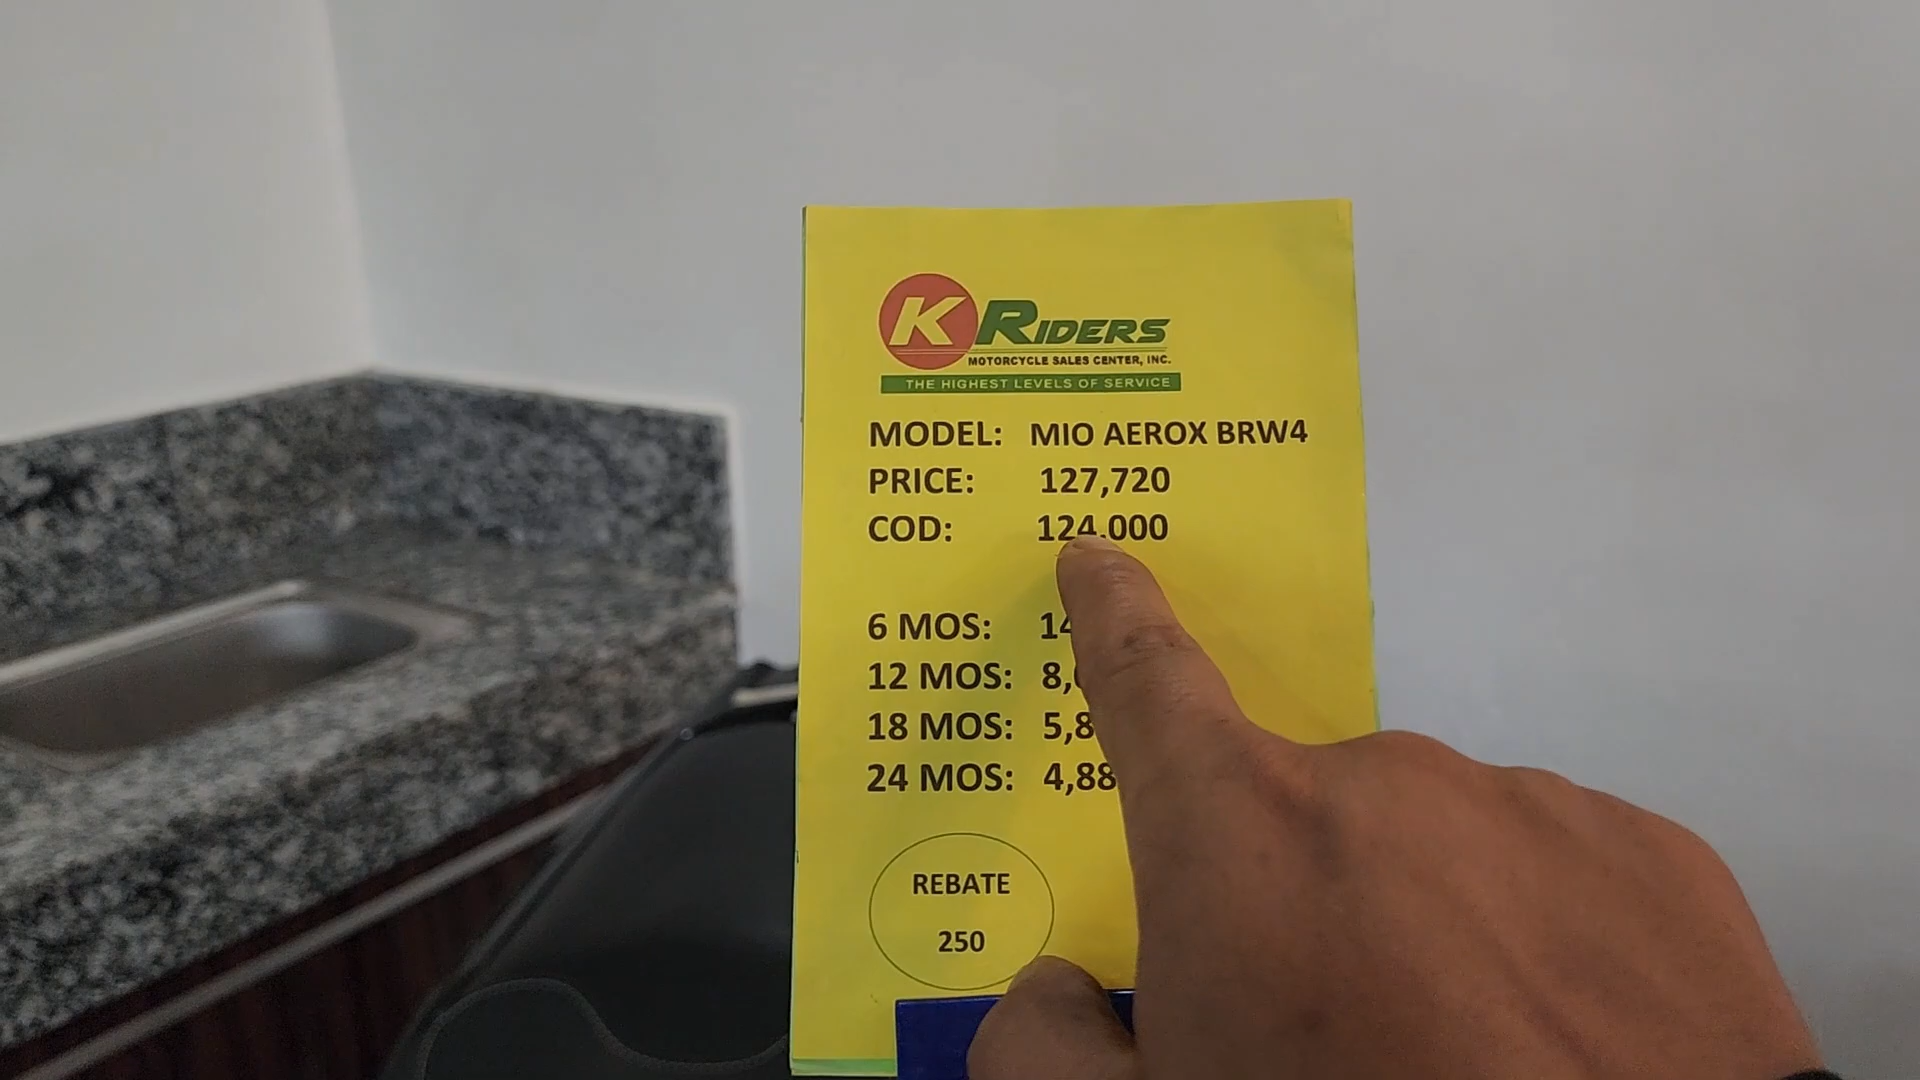 K RIDERS
MOTORCYCLE SALES CENTER, INC.
THE HIGHEST LEVELS OF SERVICE
MODEL: MIO AEROX BRW4
PRICE: 127,720
COD: 124,000
6 MOS:
12 MOS:
18 MOS:
24 MOS:
REBATE
250